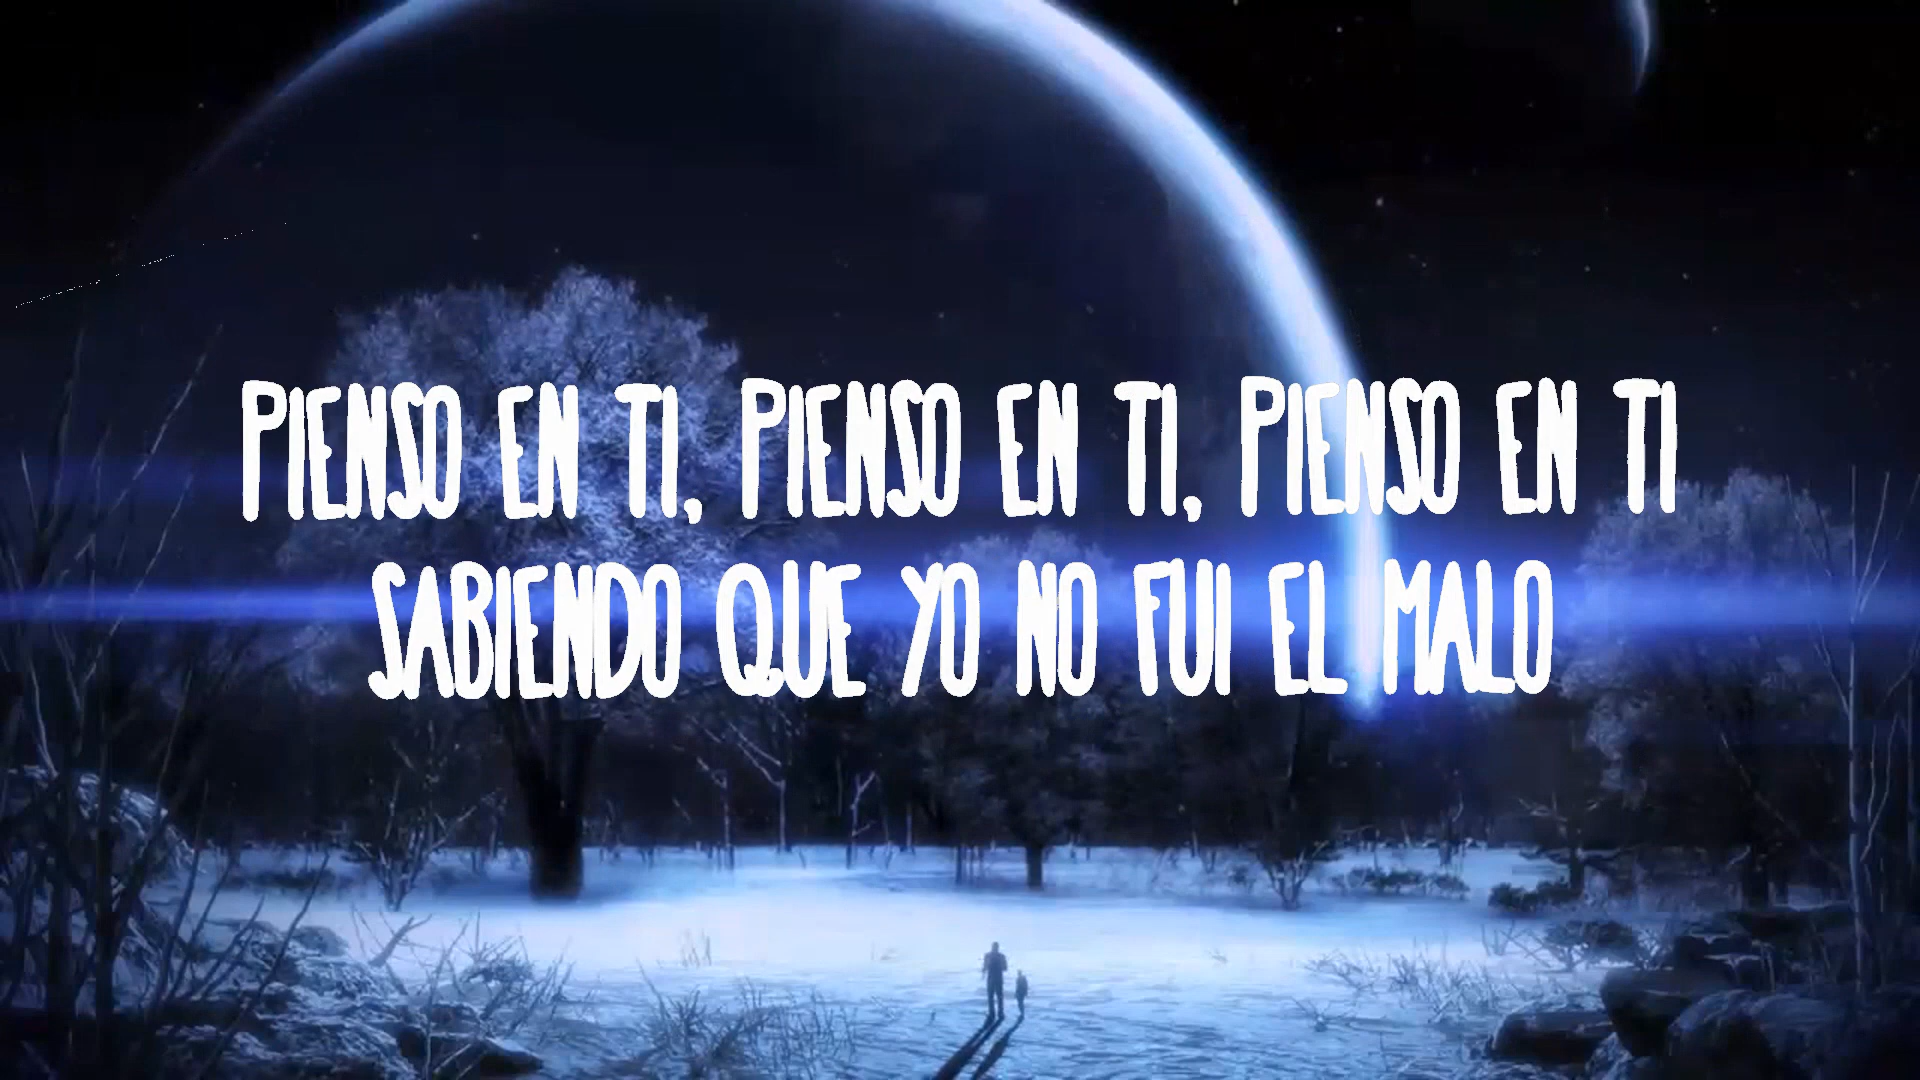 PIENSO EN TI, PIENSO EN TI, PIENSO EN TI
SABIENDO QUE YO NO FUI EL MALO